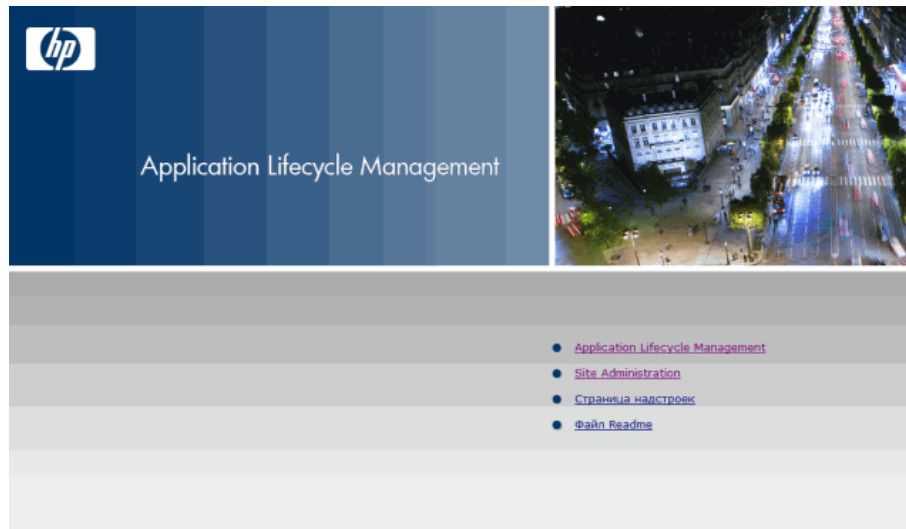 hp
Application Lifecycle Management
Application Lifecycle Management
Site Administration
Страница надстроек
Файл Readme